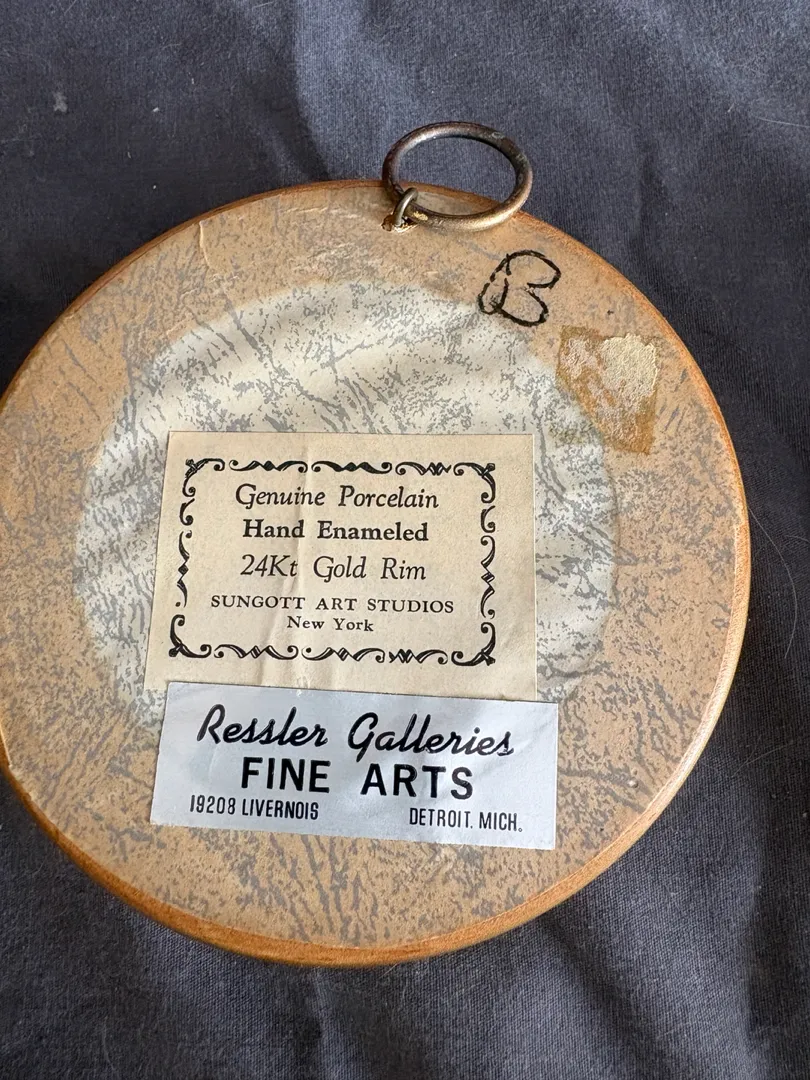 B
Genuine Porcelain
Hand Enameled
24Kt Gold Rim
SUNGOTT ART STUDIOS
New York
Ressler Galleries
FINE ARTS
19208 LIVERNOIS DETROIT. MICH.